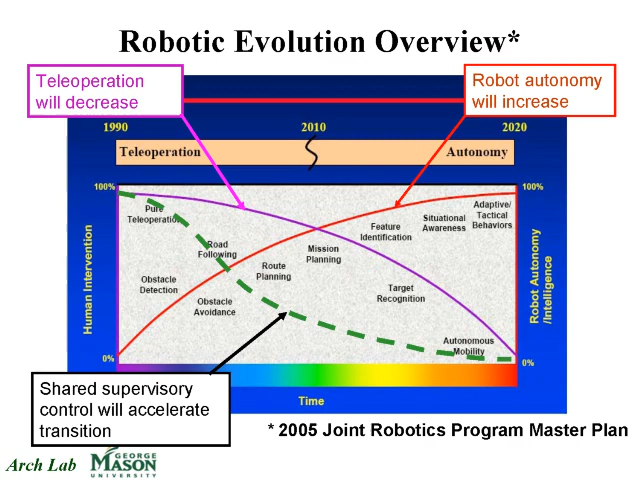 Robotic Evolution Overview*
Teleoperation
will decrease
Robot autonomy
will increase
1990
2010
2020
Teleoperation
Autonomy
100%
100%
Human Intervention
Robot Autonomy
/Intelligence
Pure
Teleoperation
Road
Following
Obstacle
Detection
Obstacle
Avoidance
Route
Planning
Mission
Planning
Feature
Identification
Situational
Awareness
Adaptive/
Tactical
Behaviors
Target
Recognition
Autonomous
Mobility
0%
0%
Time
Shared supervisory
control will accelerate
transition
* 2005 Joint Robotics Program Master Plan
Arch Lab
GEORGE
MASON
UNIVERSITY